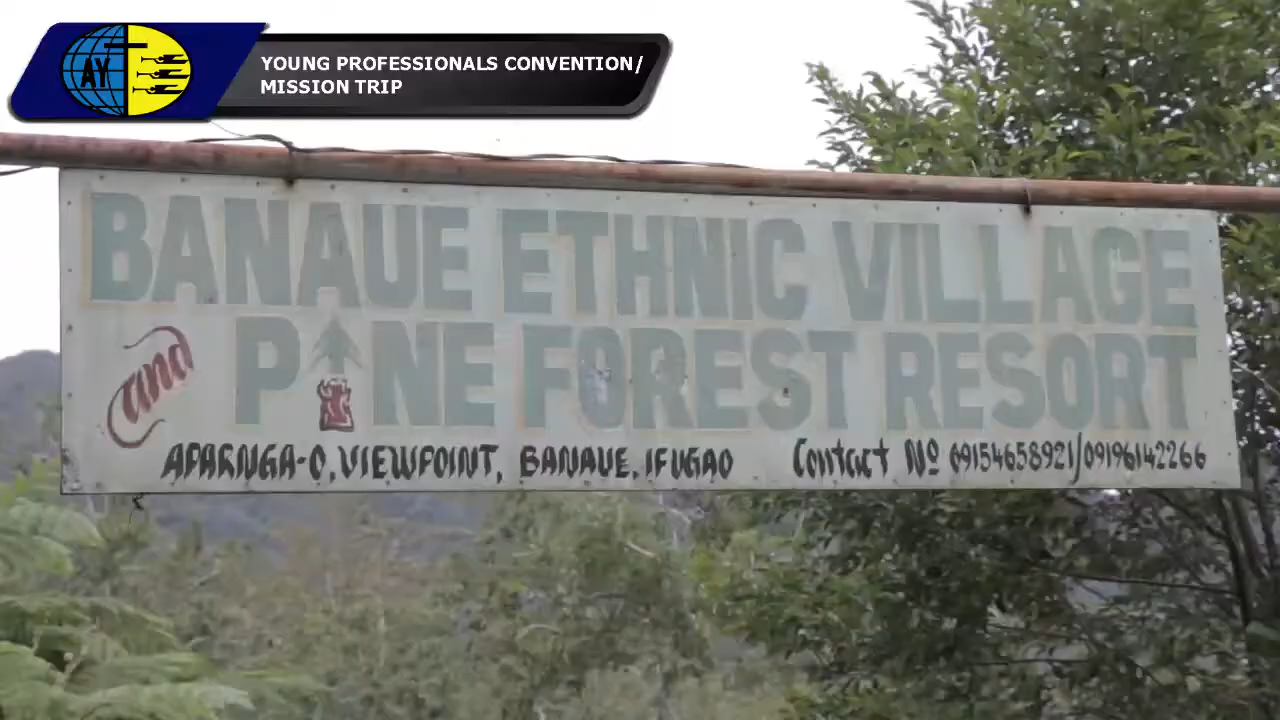 AY
YOUNG PROFESSIONALS CONVENTION/
MISSION TRIP
BANAUE ETHNIC VILLAGE
and PINE FOREST RESORT
APARNGA-O, VIEWPOINT, BANAUE, IFUGAO Contact Nº 09154658921/09196142266